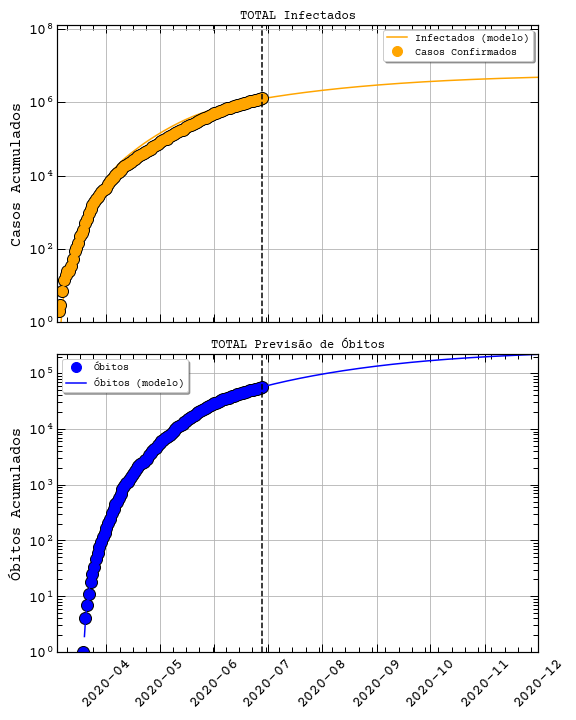 TOTAL Infectados
Casos Acumulados
10^8
10^6
10^4
10^2
10^0
Infectados (modelo)
Casos Confirmados
TOTAL Previsão de Óbitos
Óbitos Acumulados
10^5
10^4
10^3
10^2
10^1
10^0
Óbitos
Óbitos (modelo)
2020-04
2020-05
2020-06
2020-07
2020-08
2020-09
2020-10
2020-11
2020-12